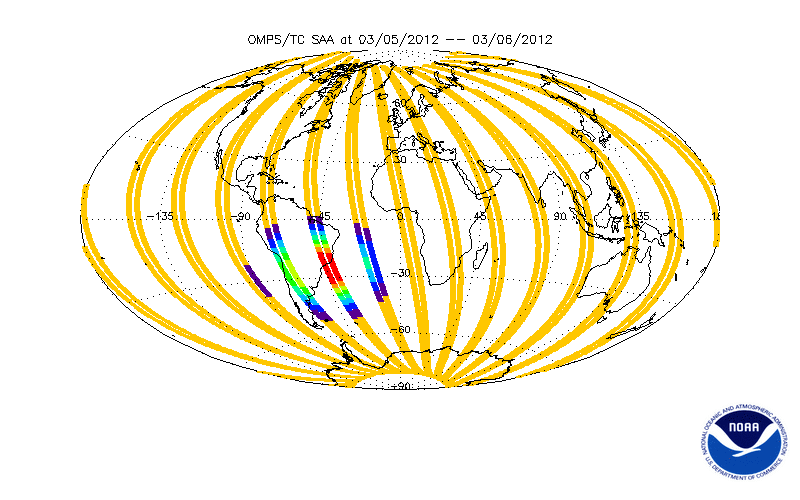 OMPS/TC SAA at 03/05/2012 -- 03/06/2012
60
30
-135 -90 -45 0 45 90 135 18
-30
-60
-90
NATIONAL OCEANIC AND ATMOSPHERIC ADMINISTRATION
NOAA
U.S. DEPARTMENT OF COMMERCE